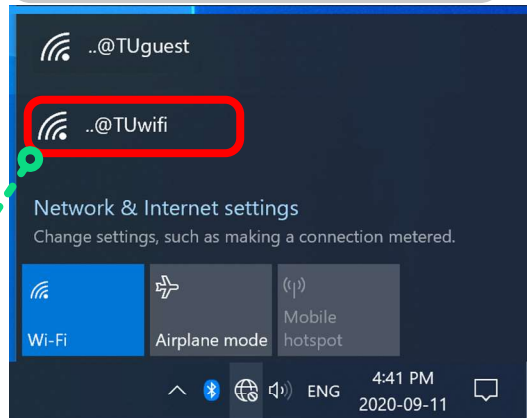 ..@TUguest
..@TUwifi
Network & Internet settings
Change settings, such as making a connection metered.
Wi-Fi
Airplane mode
Mobile
hotspot
ENG
4:41 PM
2020-09-11